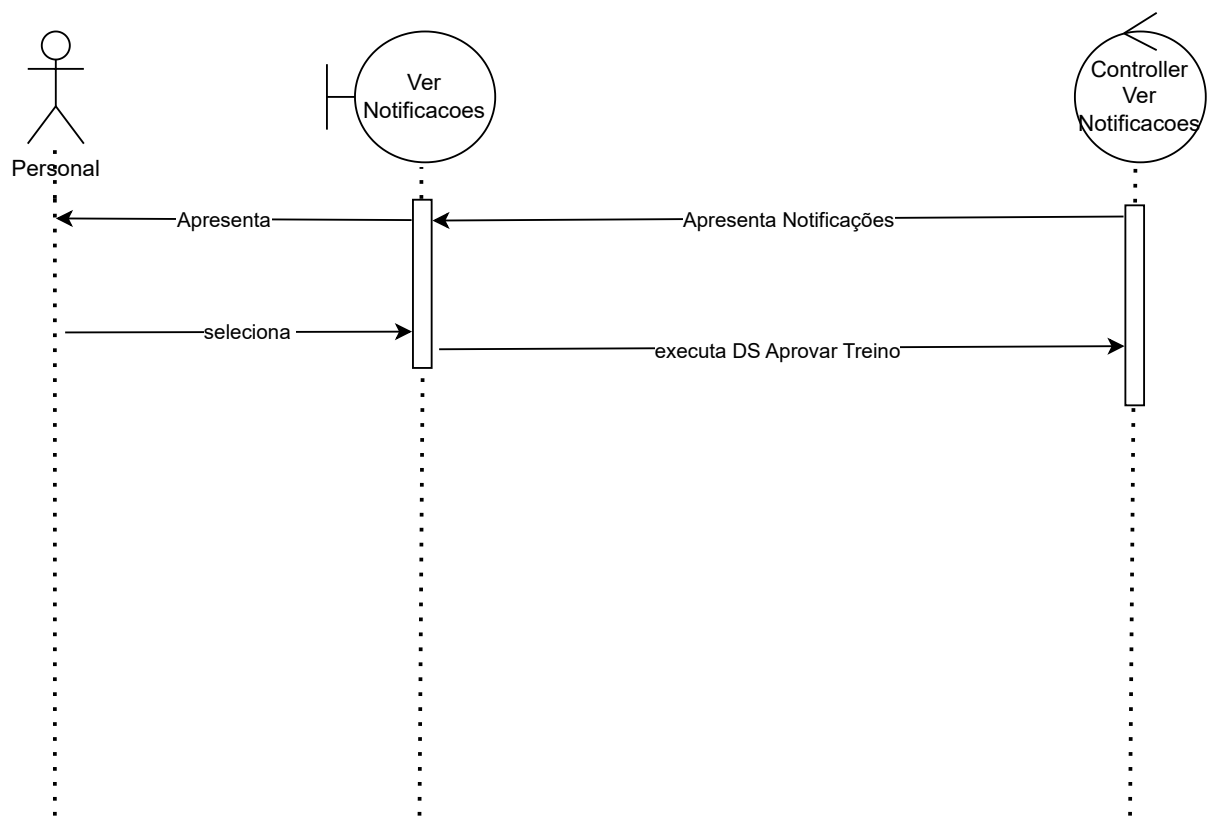 Ver
Notificacoes
Controller
Ver
Notificacoes
Personal
Apresenta
Apresenta Notificações
seleciona
executa DS Aprovar Treino